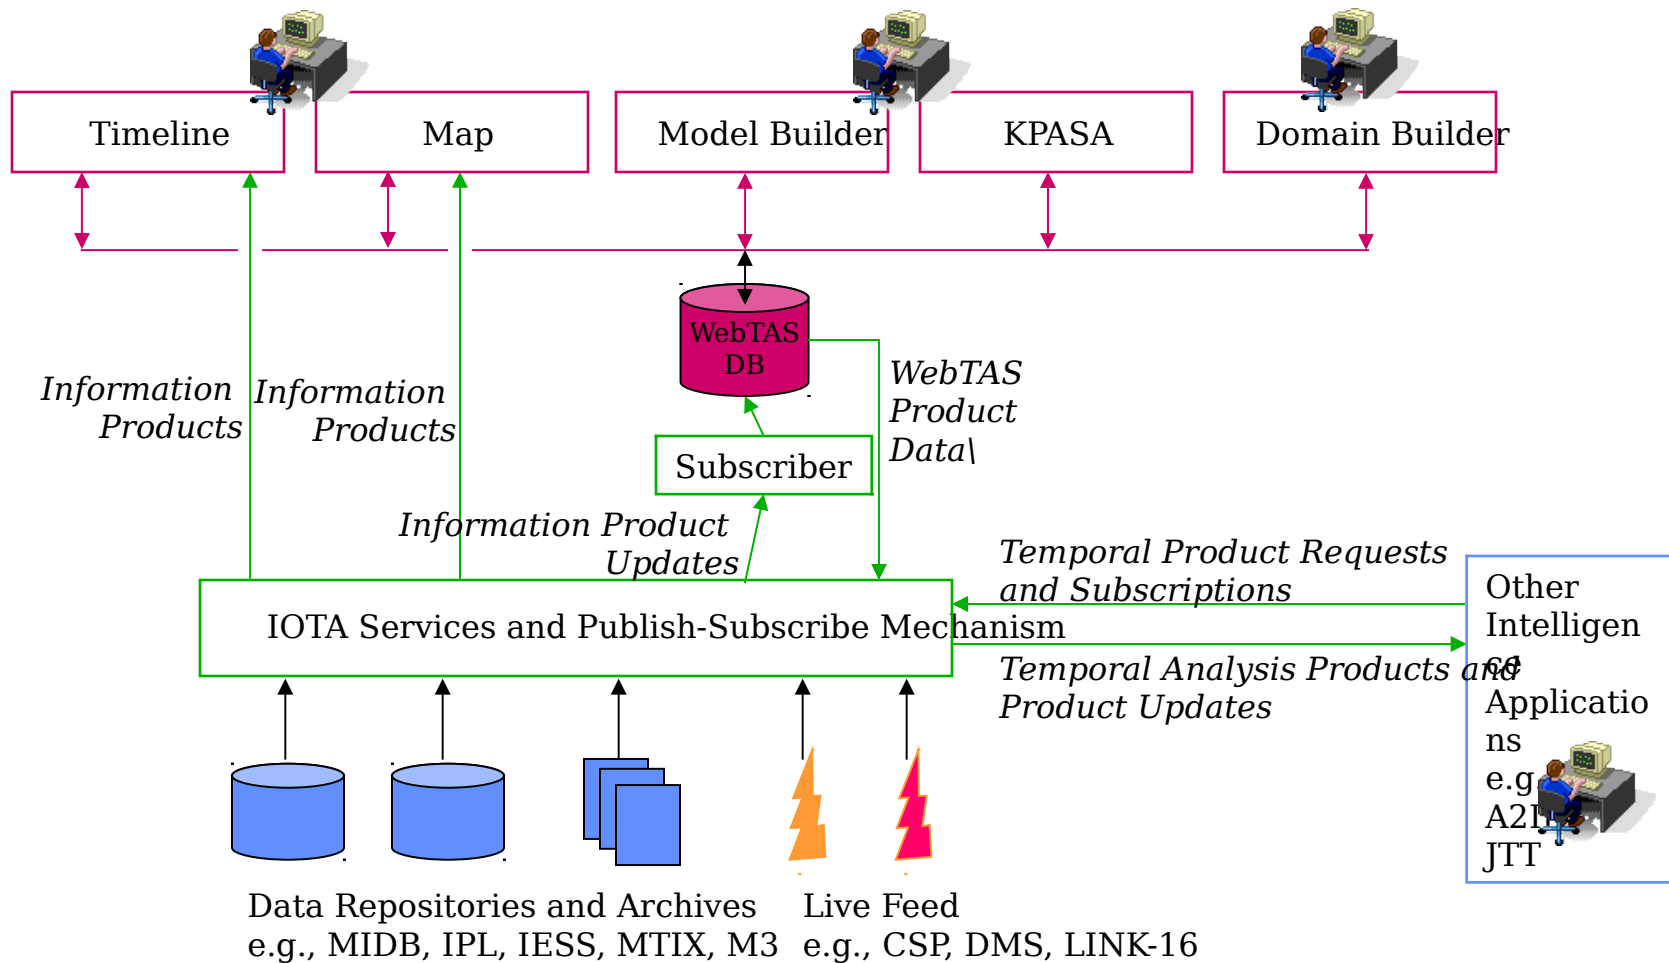 Timeline
Map
Model Builder
KPASA
Domain Builder
WebTAS
DB
WebTAS
Product
Data\
Information
Products
Information
Products
Subscriber
Information Product
Updates
Temporal Product Requests
and Subscriptions
IOTA Services and Publish-Subscribe Mechanism
Temporal Analysis Products and
Product Updates
Other
Intelligen
ce
Applicatio
ns
e.g.
JTT
Data Repositories and Archives
e.g., MIDB, IPL, IESS, MTIX, M3
Live Feed
e.g., CSP, DMS, LINK-16